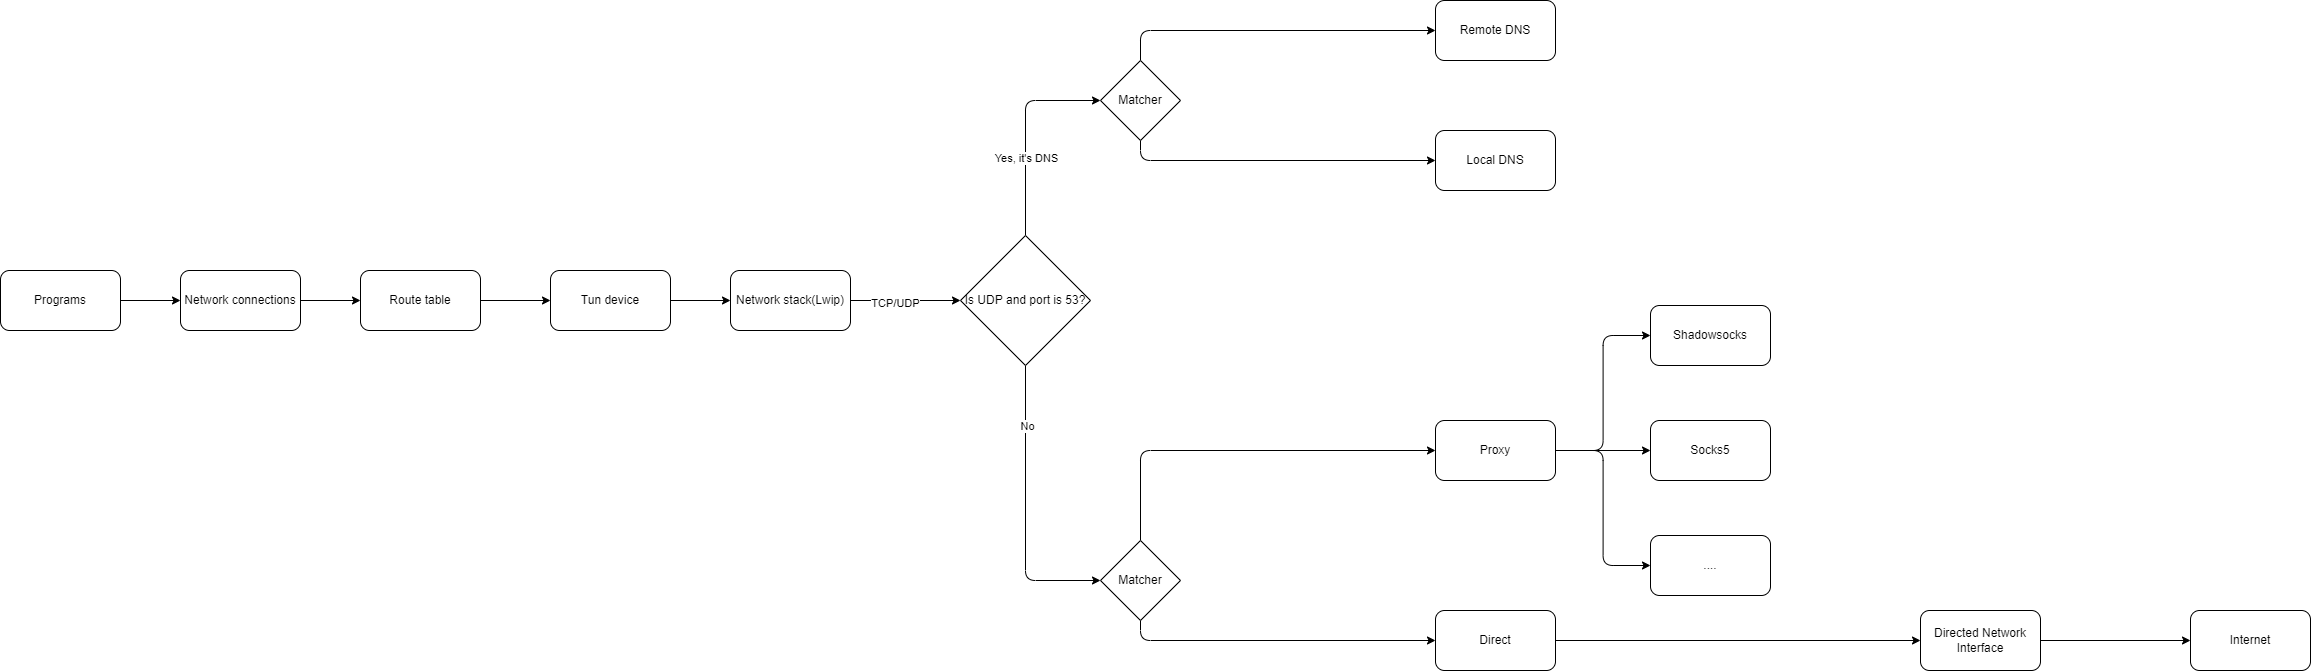 Remote DNS
Matcher
Yes, it's DNS
Local DNS
Programs
Network connections
Route table
Tun device
Network stack(Lwip)
TCP/UDP
Is UDP and port is 53?
Shadowsocks
No
Proxy
Socks5
....
Matcher
Direct
Directed Network
Interface
Internet